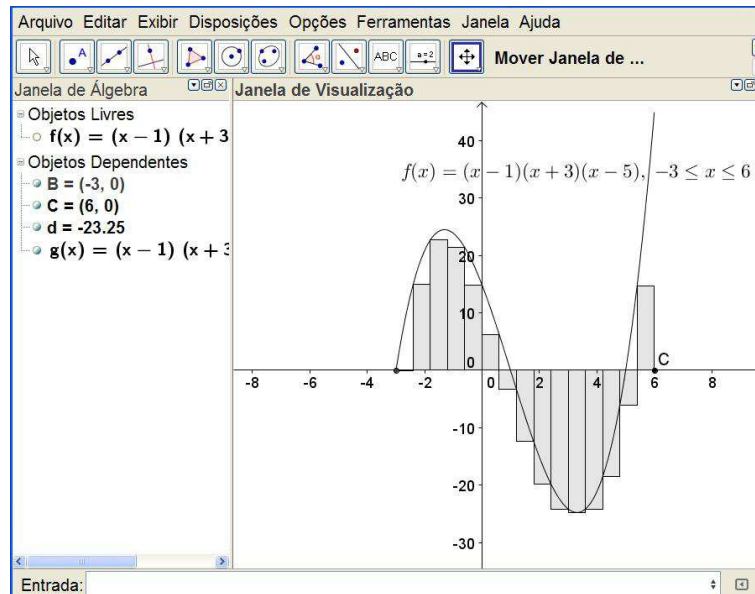 Arquivo Editar Exibir Disposições Opções Ferramentas Janela Ajuda
A
ABC
a=2
Mover Janela de ...
Janela de Álgebra
Janela de Visualização
Objetos Livres
f(x) = (x − 1) (x + 3
Objetos Dependentes
B = (-3, 0)
C = (6, 0)
d = -23.25
g(x) = (x − 1) (x + 3
f(x) = (x − 1)(x + 3)(x − 5), −3 ≤ x ≤ 6
40
30
20
10
0
C
-8 -6 -4 -2 0 2 4 6 8
-10
-20
-30
Entrada: